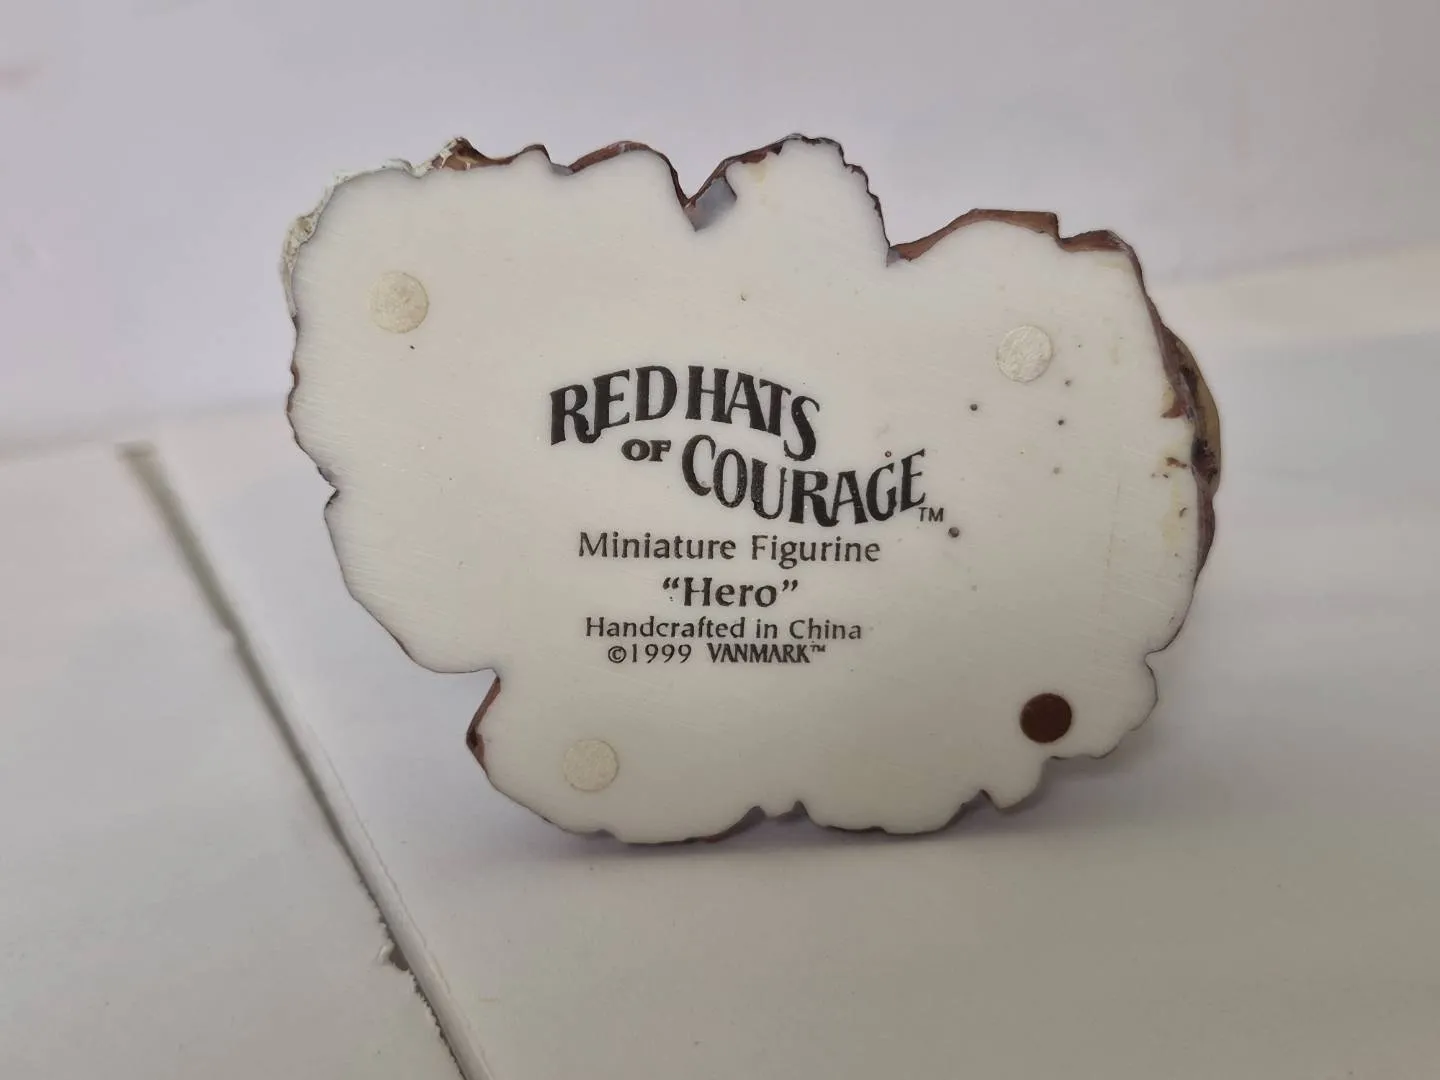 RED HATS
OF COURAGE™
Miniature Figurine
“Hero”
Handcrafted in China
©1999 VANMARK™